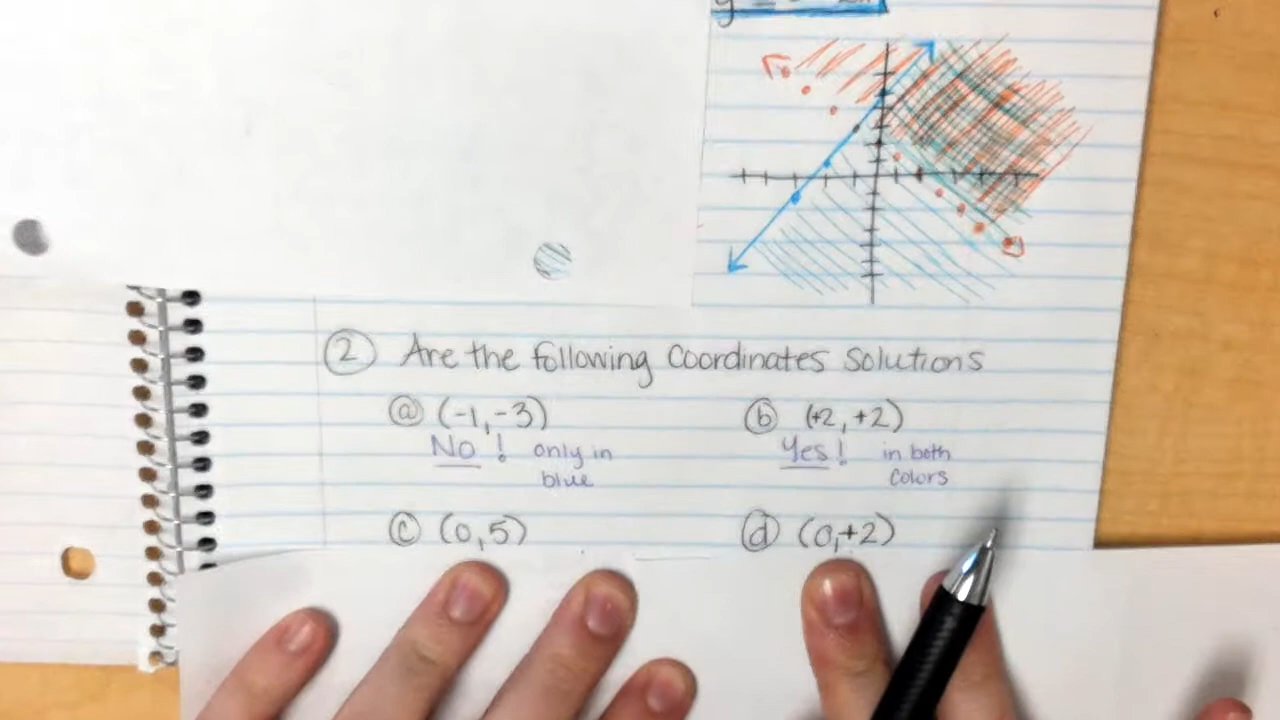 ② Are the following Coordinates Solutions
ⓐ (-1,-3)
No! only in
blue
ⓑ (+2,+2)
Yes! in both
Colors
ⓒ (0,5)
ⓓ (0,+2)